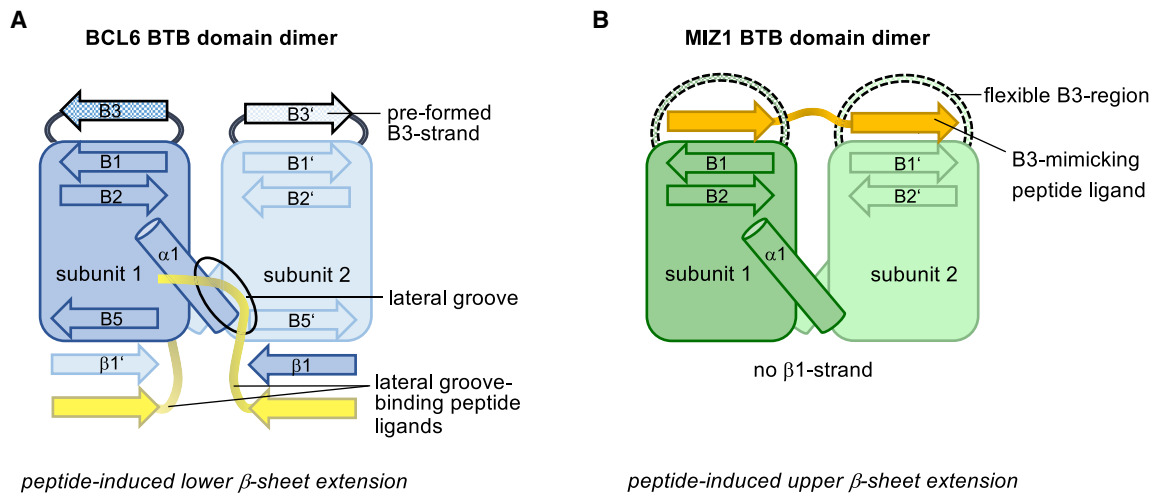 A
BCL6 BTB domain dimer
B3
B3‘
pre-formed
B3-strand
B1
B1‘
B2
B2‘
α1
subunit 1
subunit 2
lateral groove
B5
B5‘
β1‘
β1
lateral groove-
binding peptide
ligands
peptide-induced lower β-sheet extension
B
MIZ1 BTB domain dimer
flexible B3-region
B1
B1‘
B3-mimicking
peptide ligand
B2
B2‘
α1
subunit 1
subunit 2
no β1-strand
peptide-induced upper β-sheet extension